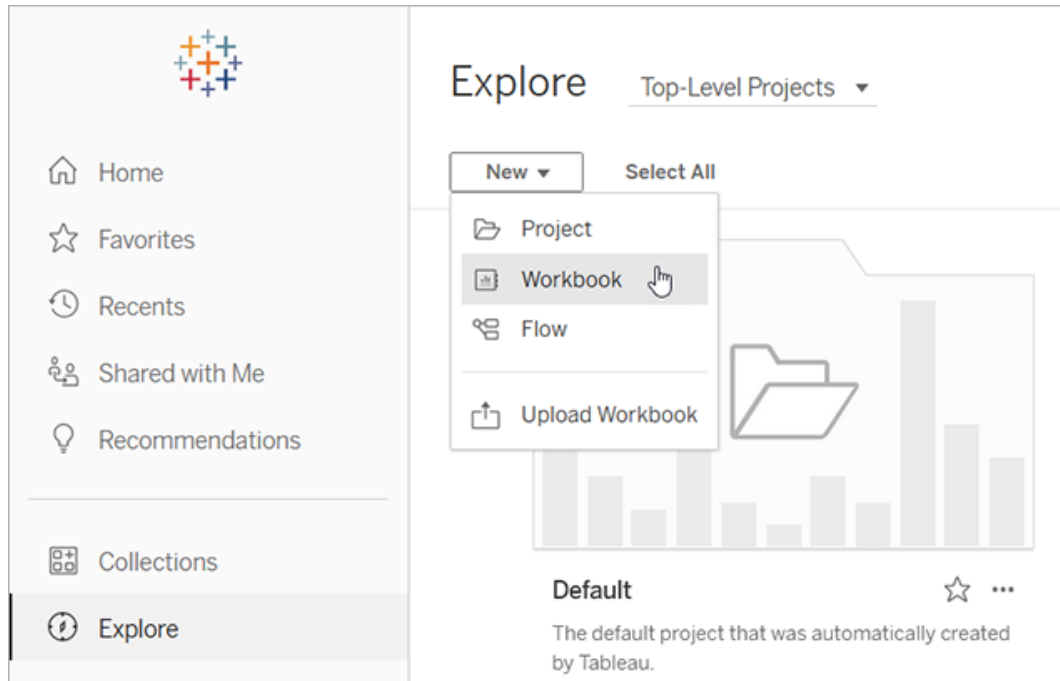 Home
Favorites
Recents
Shared with Me
Recommendations
Collections
Explore
Explore Top-Level Projects
New Select All
Project
Workbook
Flow
Upload Workbook
Default
The default project that was automatically created
by Tableau.